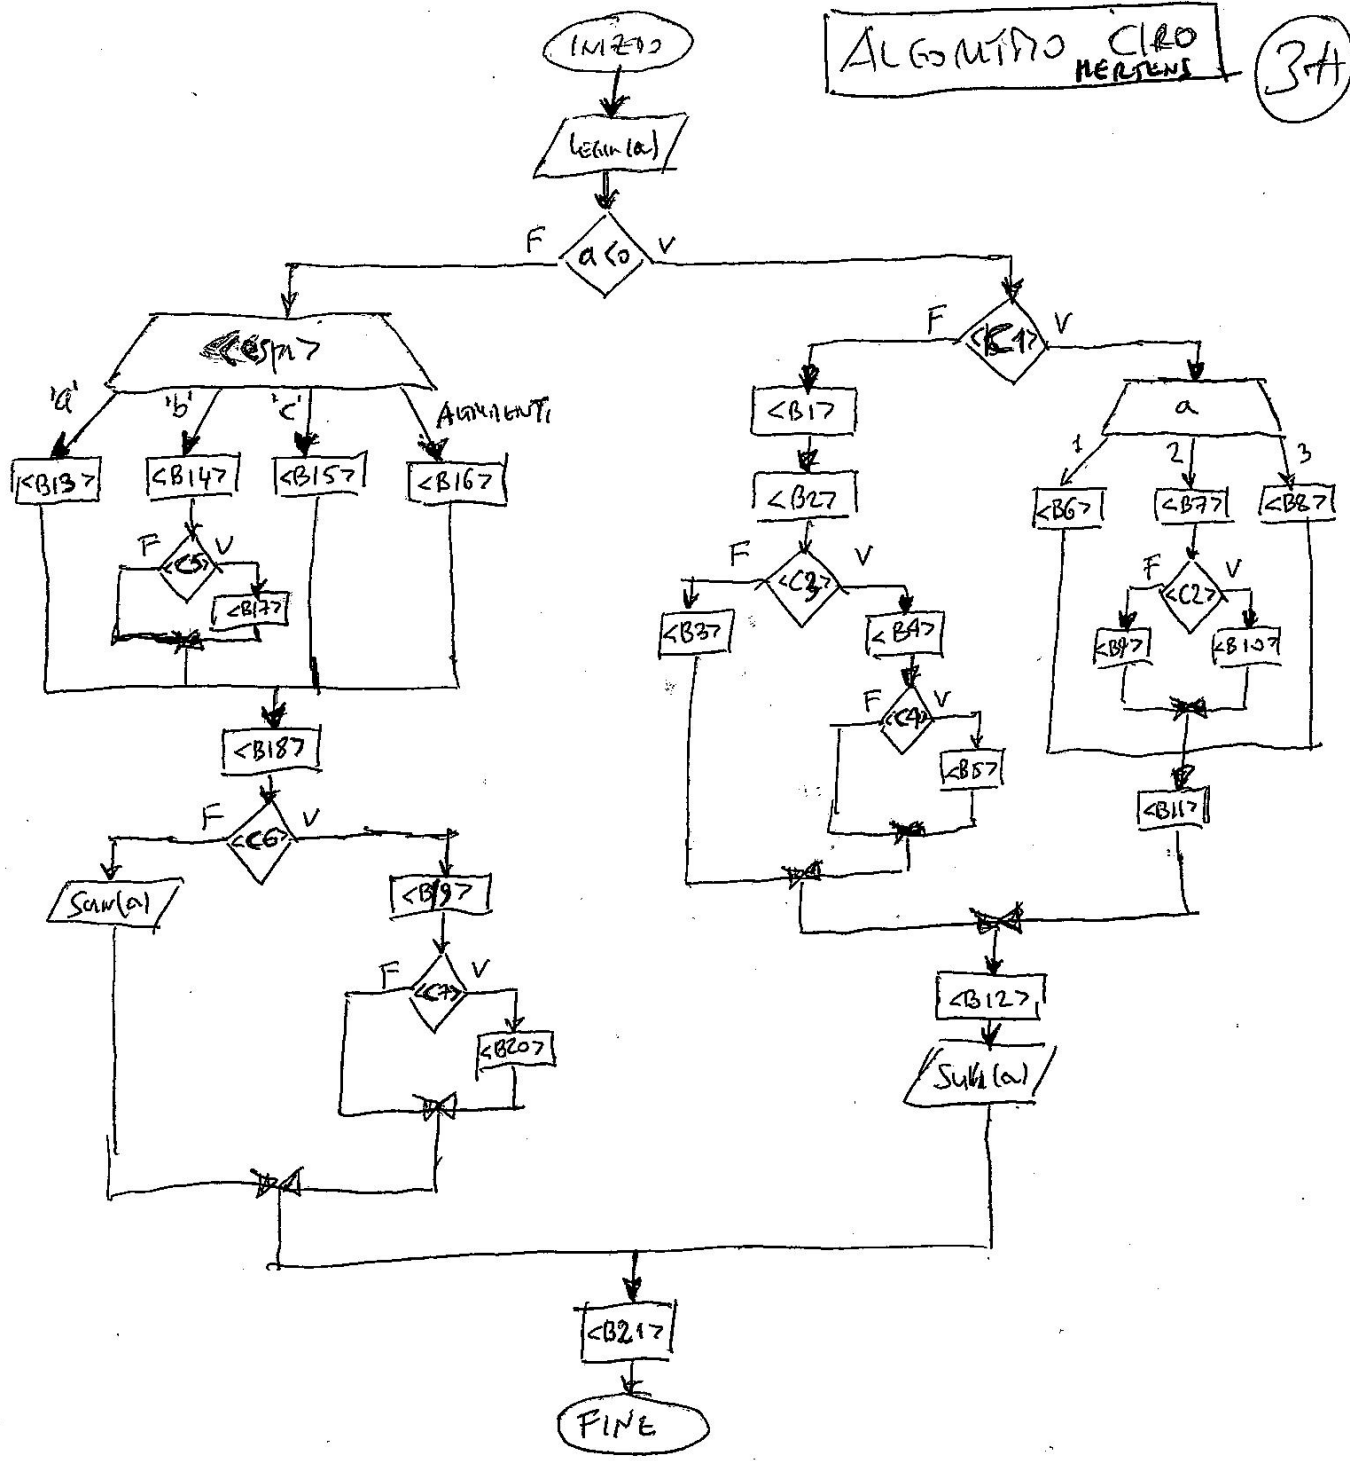 INIZIO
ALGORITMO CIRO
MERTENS
3A
LEGGI(a)
F a<0 V
<espr>
F <C1> V
'a' 'b' 'c' ALTRIMENTI
<B1>
a
1 2 3
<B13> <B14> <B15> <B16>
<B2>
<B6> <B7> <B8>
F <C5> V
F <C3> V
F <C2> V
<B17>
<B3> <B4>
<B9> <B10>
F <C4> V
<B18>
<B5>
<B11>
F <C6> V
SCRIVI(a)
<B19>
F <C7> V
<B12>
<B20>
SCRIVI(a)
<B21>
FINE